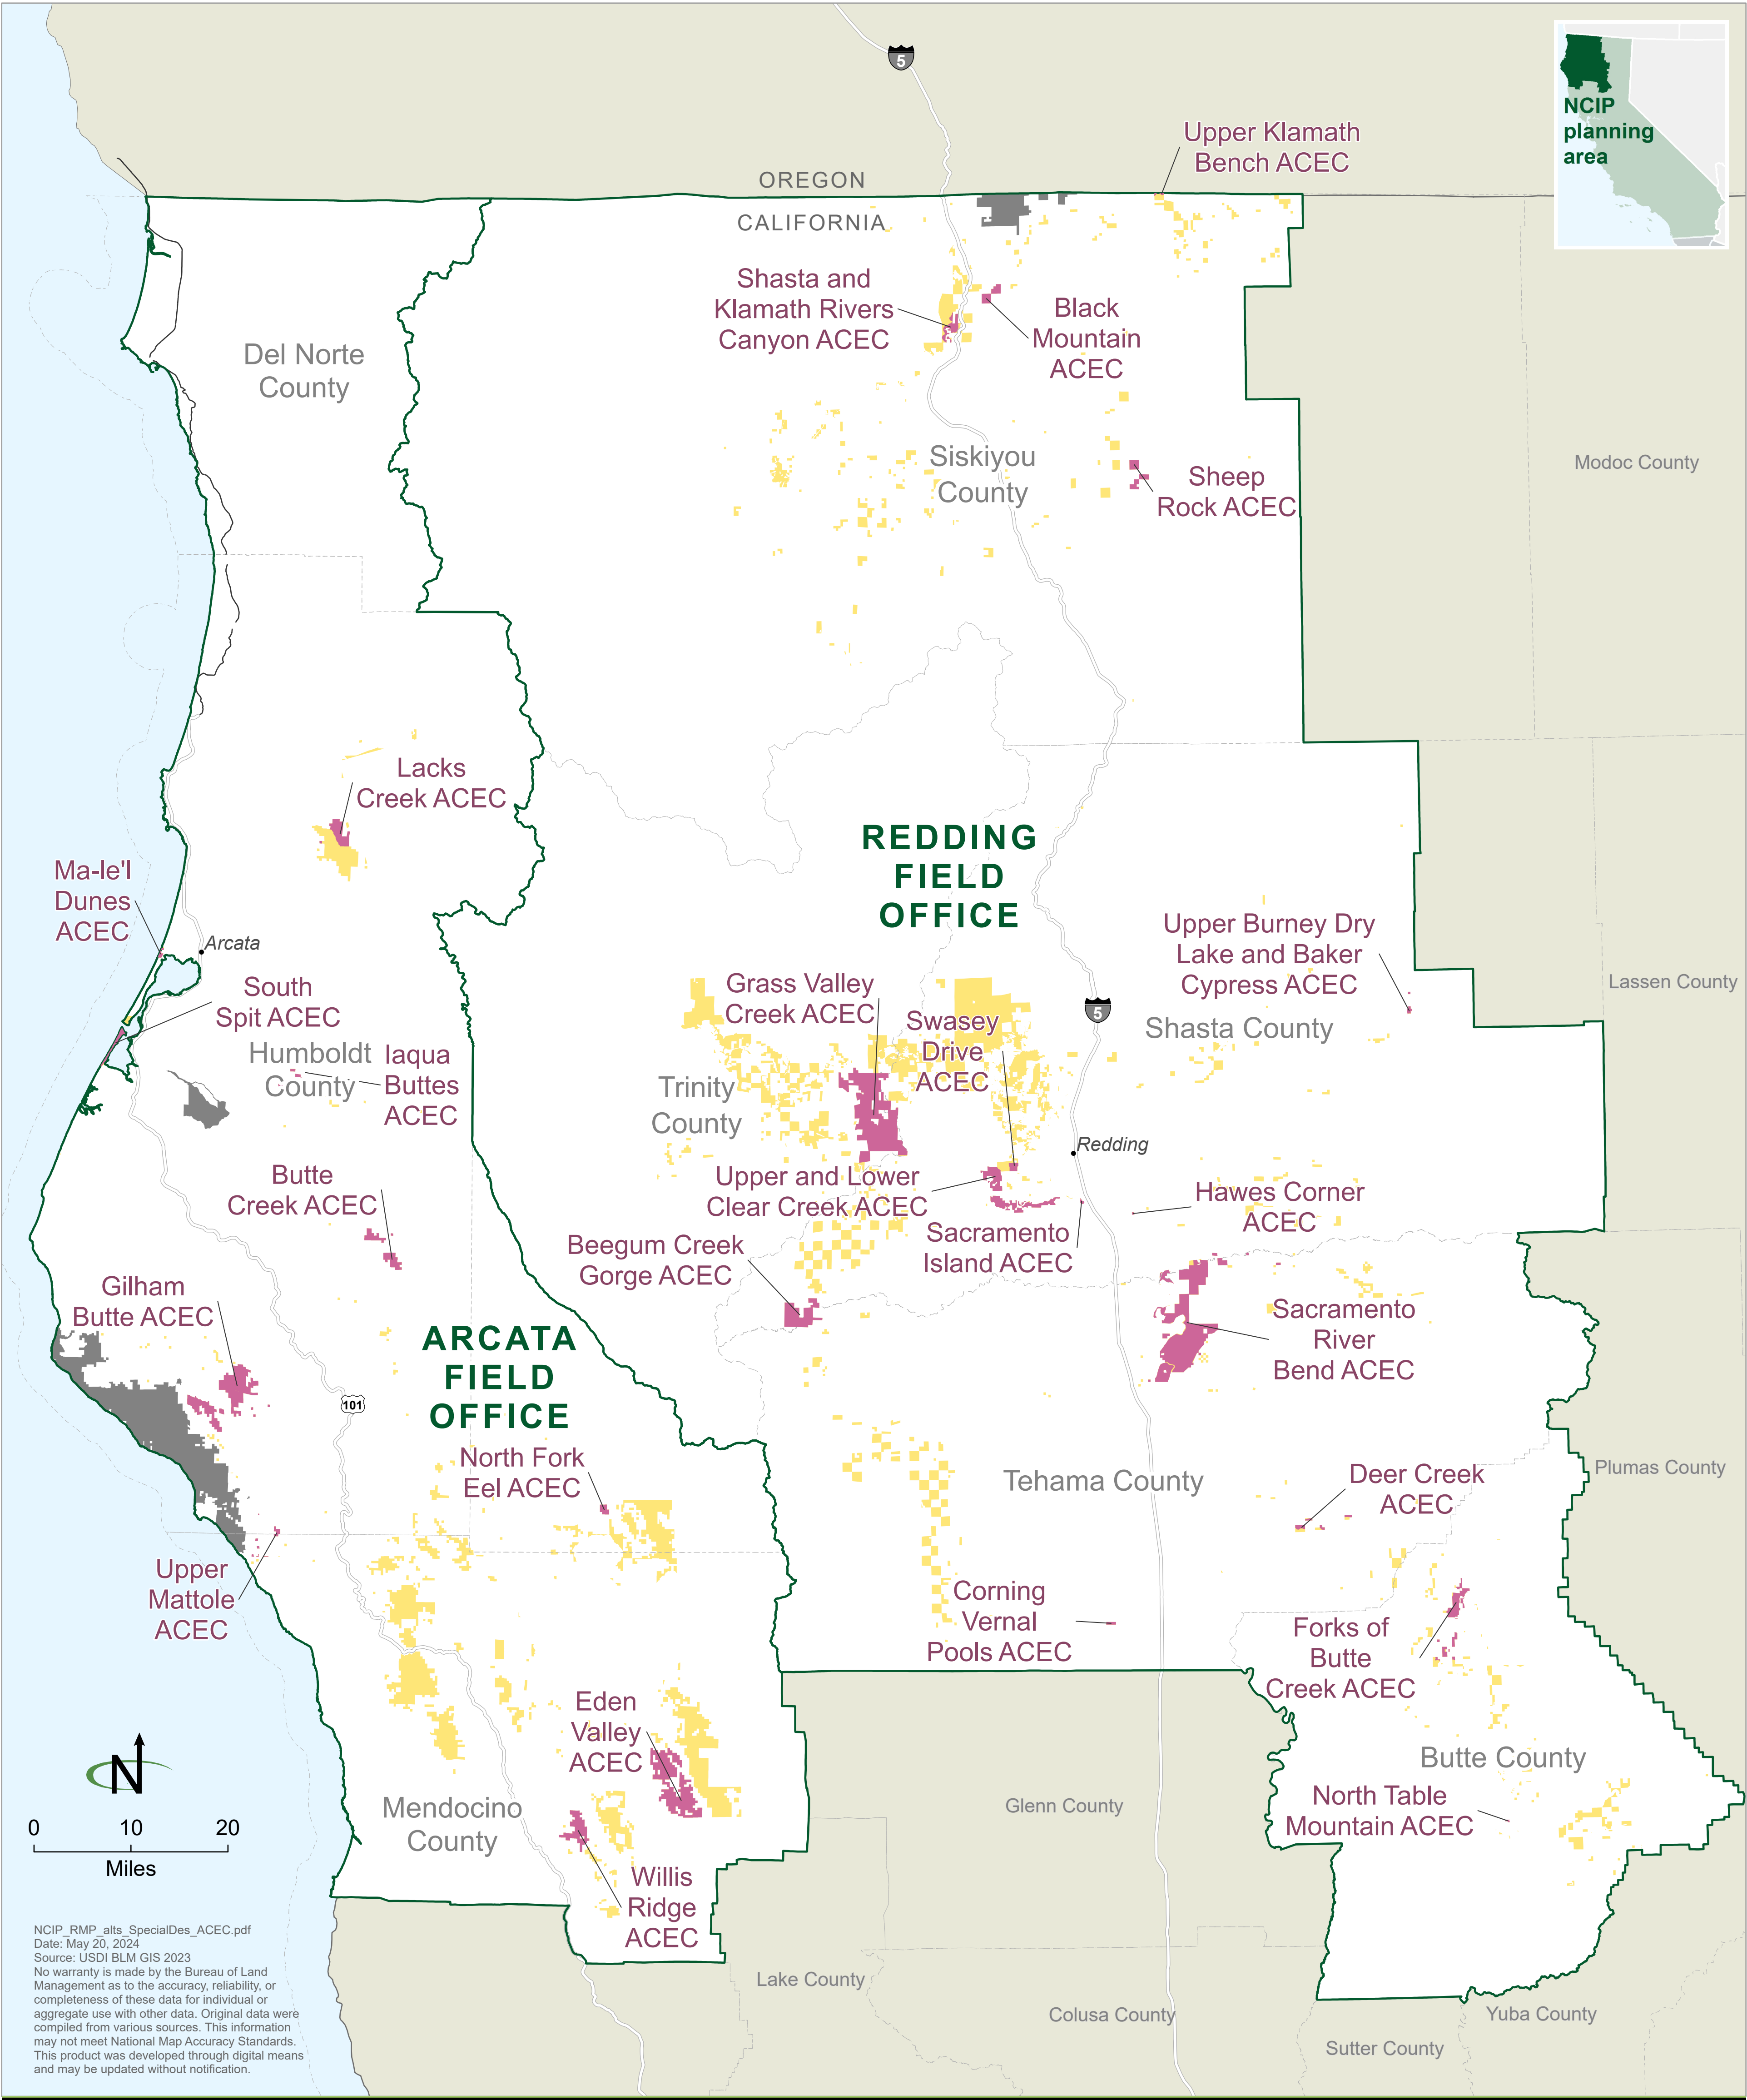 5
NCIP
planning
area
Upper Klamath
Bench ACEC
OREGON
CALIFORNIA
Shasta and
Klamath Rivers
Canyon ACEC
Black
Mountain
ACEC
Del Norte
County
Siskiyou
County
Modoc County
Sheep
Rock ACEC
Lacks
Creek ACEC
REDDING
FIELD
OFFICE
Ma-le'l
Dunes
ACEC
Arcata
Upper Burney Dry
Lake and Baker
Cypress ACEC
Lassen County
South
Spit ACEC
Grass Valley
Creek ACEC
Swasey
Drive
ACEC
5
Shasta County
Humboldt
County
Iaqua
Buttes
ACEC
Trinity
County
Redding
Butte
Creek ACEC
Upper and Lower
Clear Creek ACEC
Hawes Corner
ACEC
Sacramento
Island ACEC
Beegum Creek
Gorge ACEC
Gilham
Butte ACEC
Sacramento
River
Bend ACEC
ARCATA
FIELD
OFFICE
101
North Fork
Eel ACEC
Tehama County
Deer Creek
ACEC
Plumas County
Upper
Mattole
ACEC
Corning
Vernal
Pools ACEC
Forks of
Butte
Creek ACEC
Eden
Valley
ACEC
Butte County
N
Mendocino
County
Glenn County
North Table
Mountain ACEC
0 10 20
Miles
Willis
Ridge
ACEC
NCIP_RMP_alts_SpecialDes_ACEC.pdf
Date: May 20, 2024
Source: USDI BLM GIS 2023
No warranty is made by the Bureau of Land
Management as to the accuracy, reliability, or
completeness of these data for individual or
aggregate use with other data. Original data were
compiled from various sources. This information
may not meet National Map Accuracy Standards.
This product was developed through digital means
and may be updated without notification.
Lake County
Colusa County
Yuba County
Sutter County